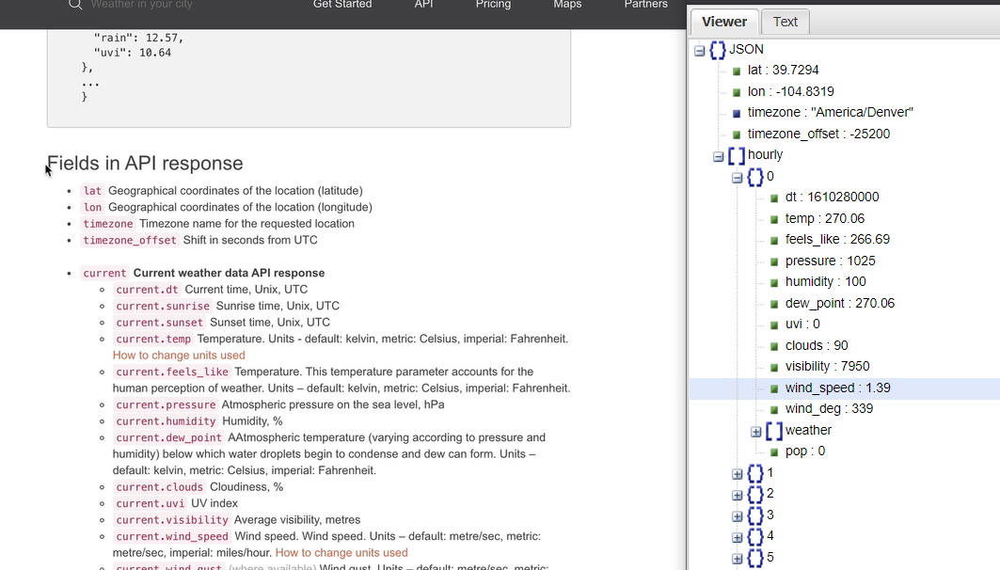 Weather in your city
Get Started
API
Pricing
Maps
Partners
"rain": 12.57,
"uvi": 10.64
},
...
}
Fields in API response
lat Geographical coordinates of the location (latitude)
lon Geographical coordinates of the location (longitude)
timezone Timezone name for the requested location
timezone_offset Shift in seconds from UTC
current Current weather data API response
current.dt Current time, Unix, UTC
current.sunrise Sunrise time, Unix, UTC
current.sunset Sunset time, Unix, UTC
current.temp Temperature. Units - default: kelvin, metric: Celsius, imperial: Fahrenheit.
How to change units used
current.feels_like Temperature. This temperature parameter accounts for the
human perception of weather. Units – default: kelvin, metric: Celsius, imperial: Fahrenheit.
current.pressure Atmospheric pressure on the sea level, hPa
current.humidity Humidity, %
current.dew_point AAtmospheric temperature (varying according to pressure and
humidity) below which water droplets begin to condense and dew can form. Units –
default: kelvin, metric: Celsius, imperial: Fahrenheit.
current.clouds Cloudiness, %
current.uvi UV index
current.visibility Average visibility, metres
current.wind_speed Wind speed. Wind speed. Units – default: metre/sec, metric:
metre/sec, imperial: miles/hour. How to change units used
current.wind_gust (where available) Wind gust. Units – default: metre/sec, metric:
Viewer
Text
JSON
lat : 39.7294
lon : -104.8319
timezone : "America/Denver"
timezone_offset : -25200
hourly
0
dt : 1610280000
temp : 270.06
feels_like : 266.69
pressure : 1025
humidity : 100
dew_point : 270.06
uvi : 0
clouds : 90
visibility : 7950
wind_speed : 1.39
wind_deg : 339
weather
pop : 0
1
2
3
4
5